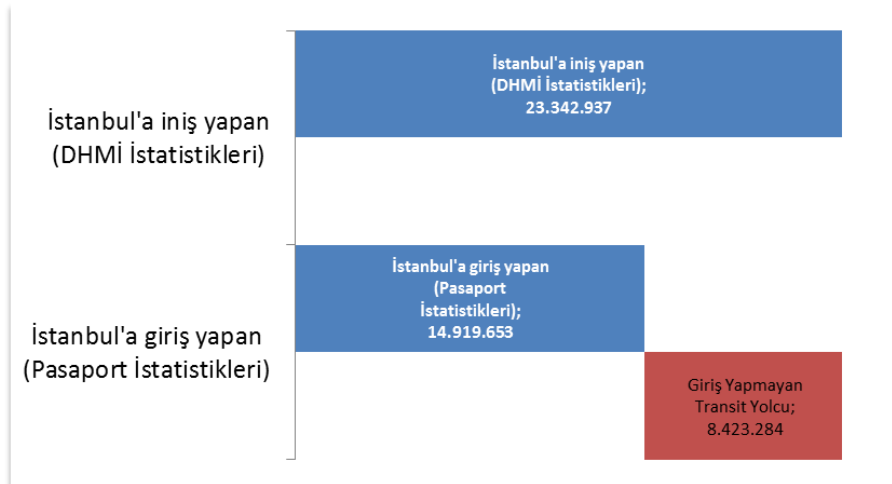 İstanbul'a iniş yapan
(DHMİ İstatistikleri)
İstanbul'a iniş yapan
(DHMİ İstatistikleri);
23.342.937
İstanbul'a giriş yapan
(Pasaport İstatistikleri)
İstanbul'a giriş yapan
(Pasaport
İstatistikleri);
14.919.653
Giriş Yapmayan
Transit Yolcu;
8.423.284